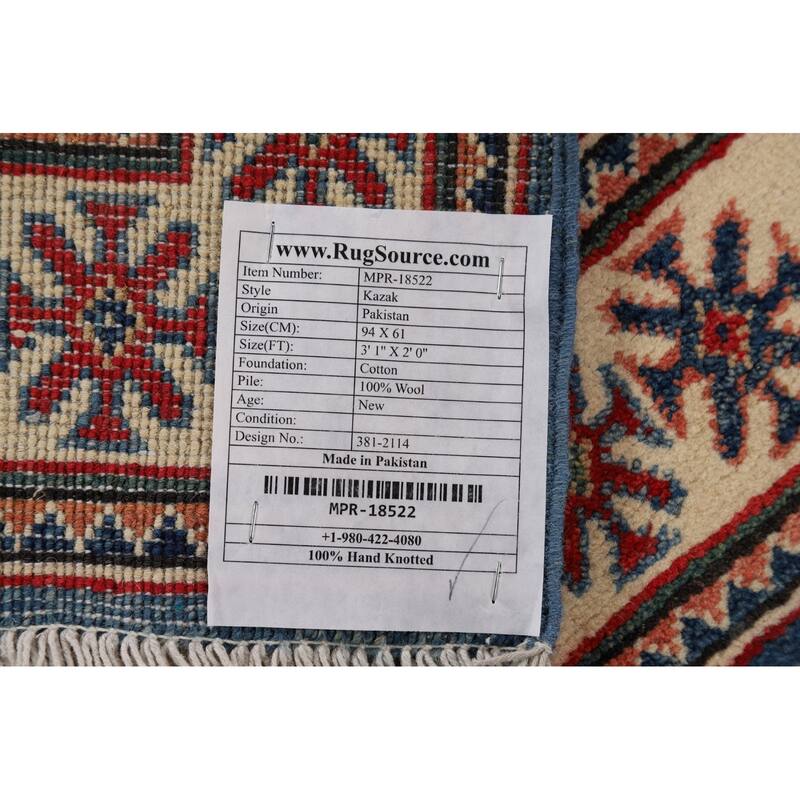 www.RugSource.com
Item Number: MPR-18522
Style Kazak
Origin Pakistan
Size(CM): 94 X 61
Size(FT): 3' 1" X 2' 0"
Foundation: Cotton
Pile: 100% Wool
Age: New
Condition:
Design No.: 381-2114
Made in Pakistan
MPR-18522
+1-980-422-4080
100% Hand Knotted